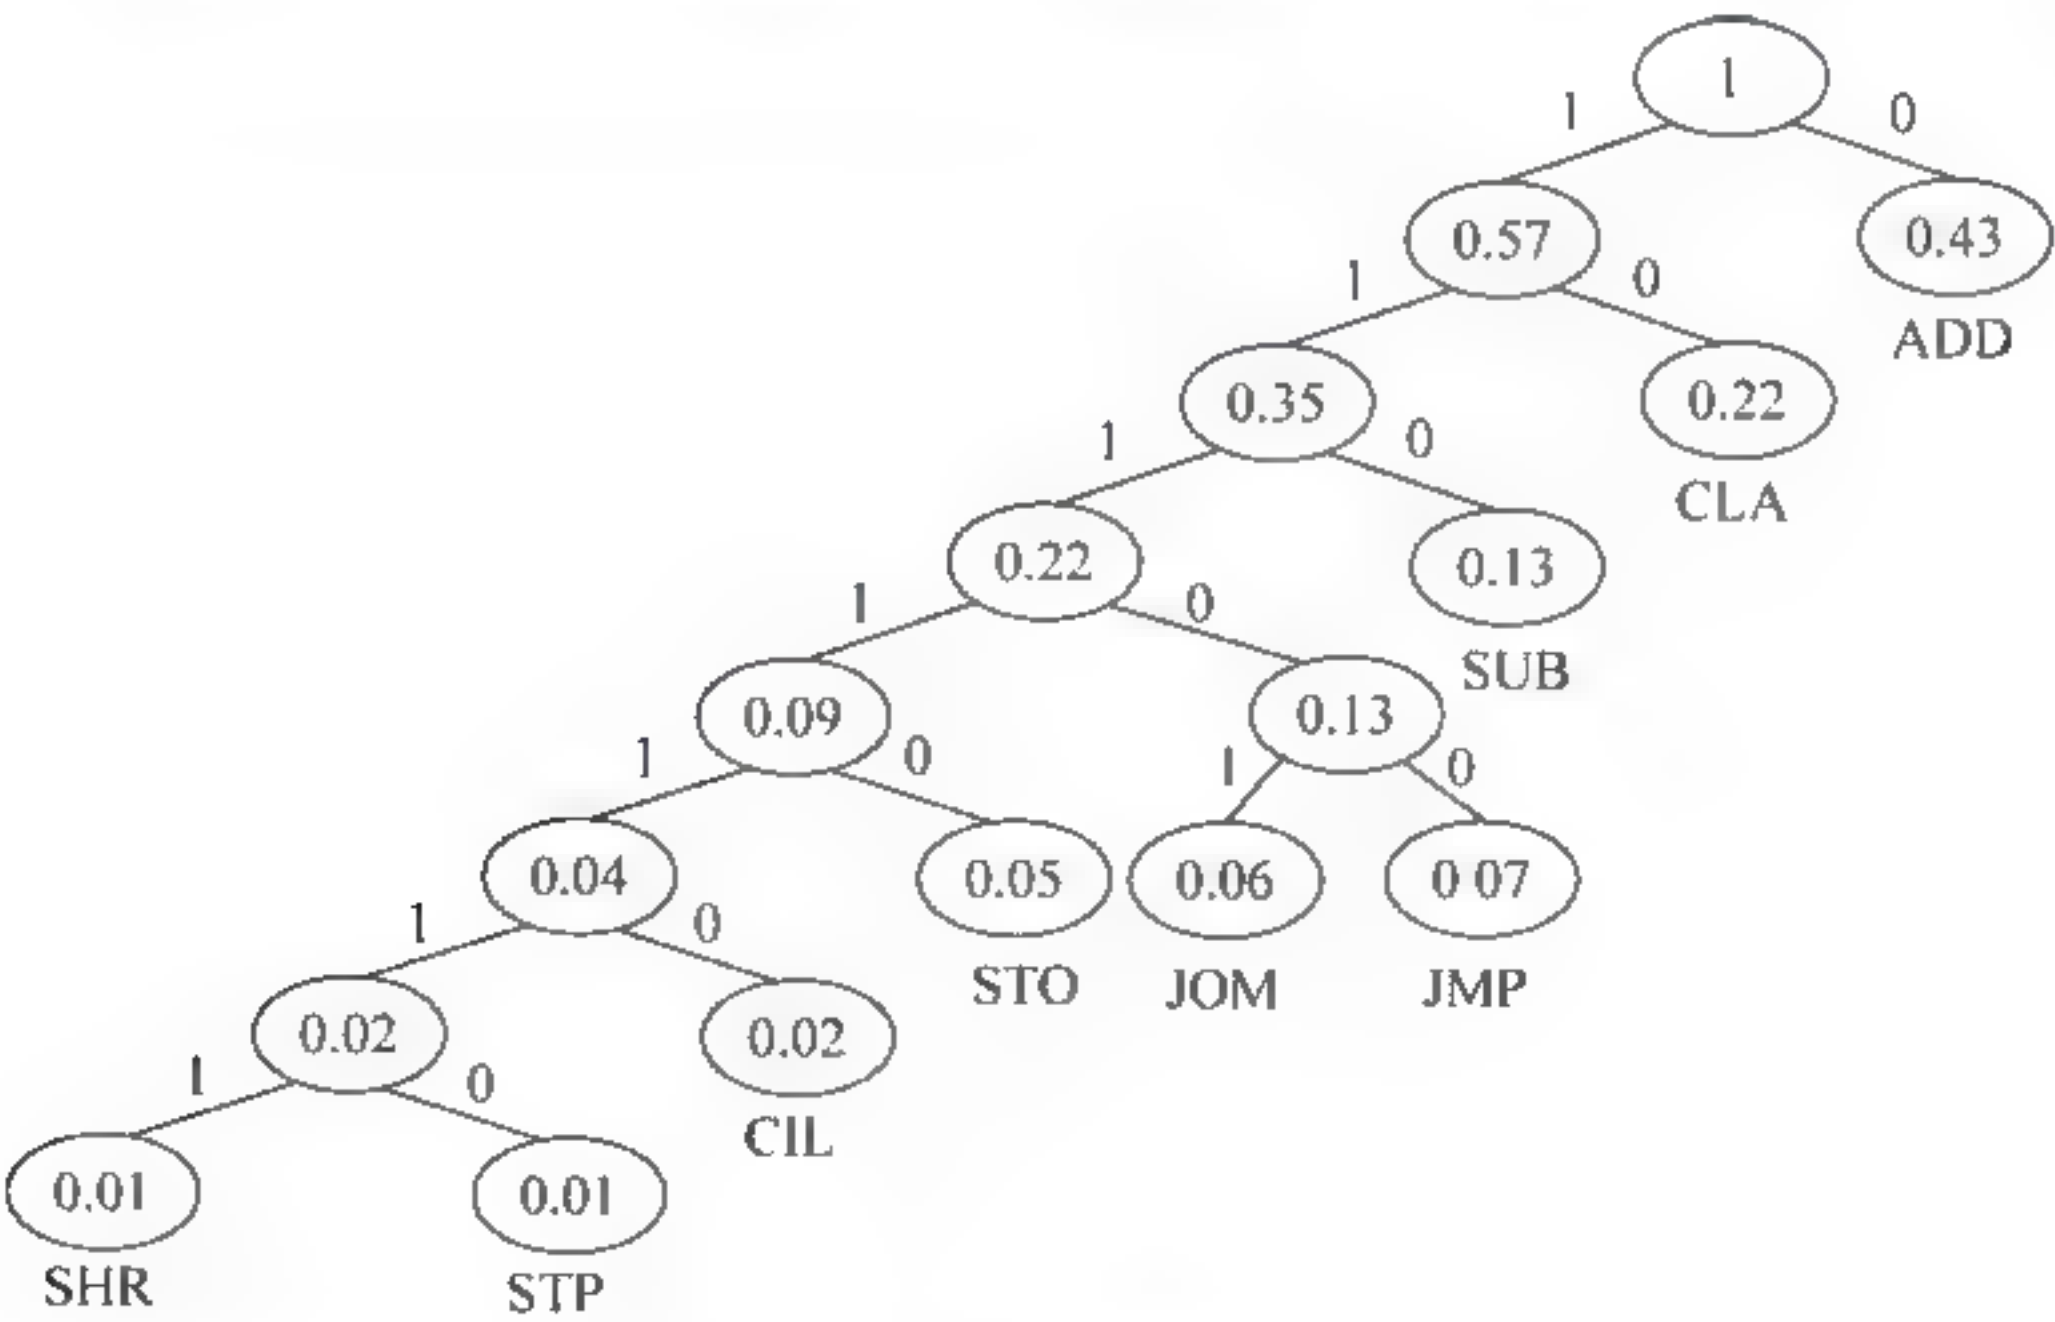 1
1 0
0.57 0.43
1 0 ADD
0.35 0.22
1 0 CLA
0.22 0.13
1 0 SUB
0.09 0.13
1 0 1 0
0.04 0.05 0.06 0 07
1 0 STO JOM JMP
0.02 0.02
1 0 CIL
0.01 0.01
SHR STP